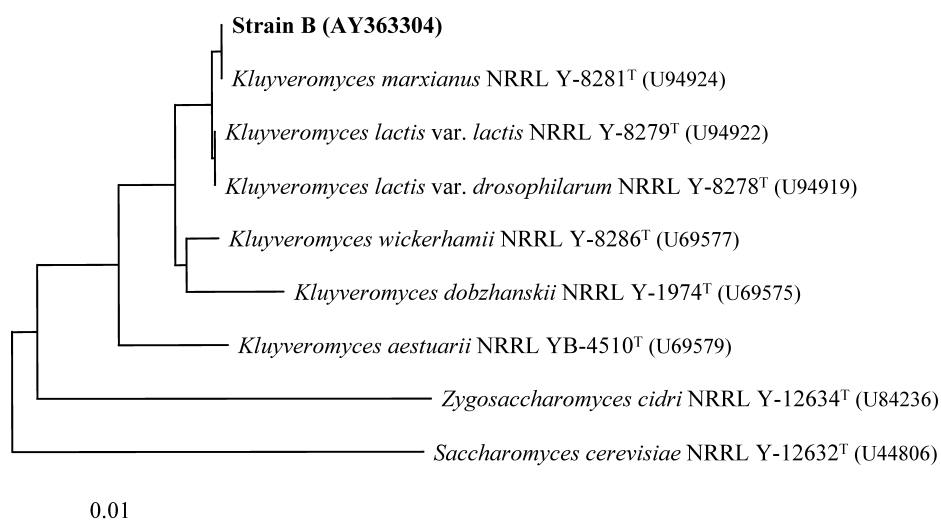 Strain B (AY363304)
Kluyveromyces marxianus NRRL Y-8281ᵀ (U94924)
Kluyveromyces lactis var. lactis NRRL Y-8279ᵀ (U94922)
Kluyveromyces lactis var. drosophilarum NRRL Y-8278ᵀ (U94919)
Kluyveromyces wickerhamii NRRL Y-8286ᵀ (U69577)
Kluyveromyces dobzhanskii NRRL Y-1974ᵀ (U69575)
Kluyveromyces aestuarii NRRL YB-4510ᵀ (U69579)
Zygosaccharomyces cidri NRRL Y-12634ᵀ (U84236)
Saccharomyces cerevisiae NRRL Y-12632ᵀ (U44806)
0.01